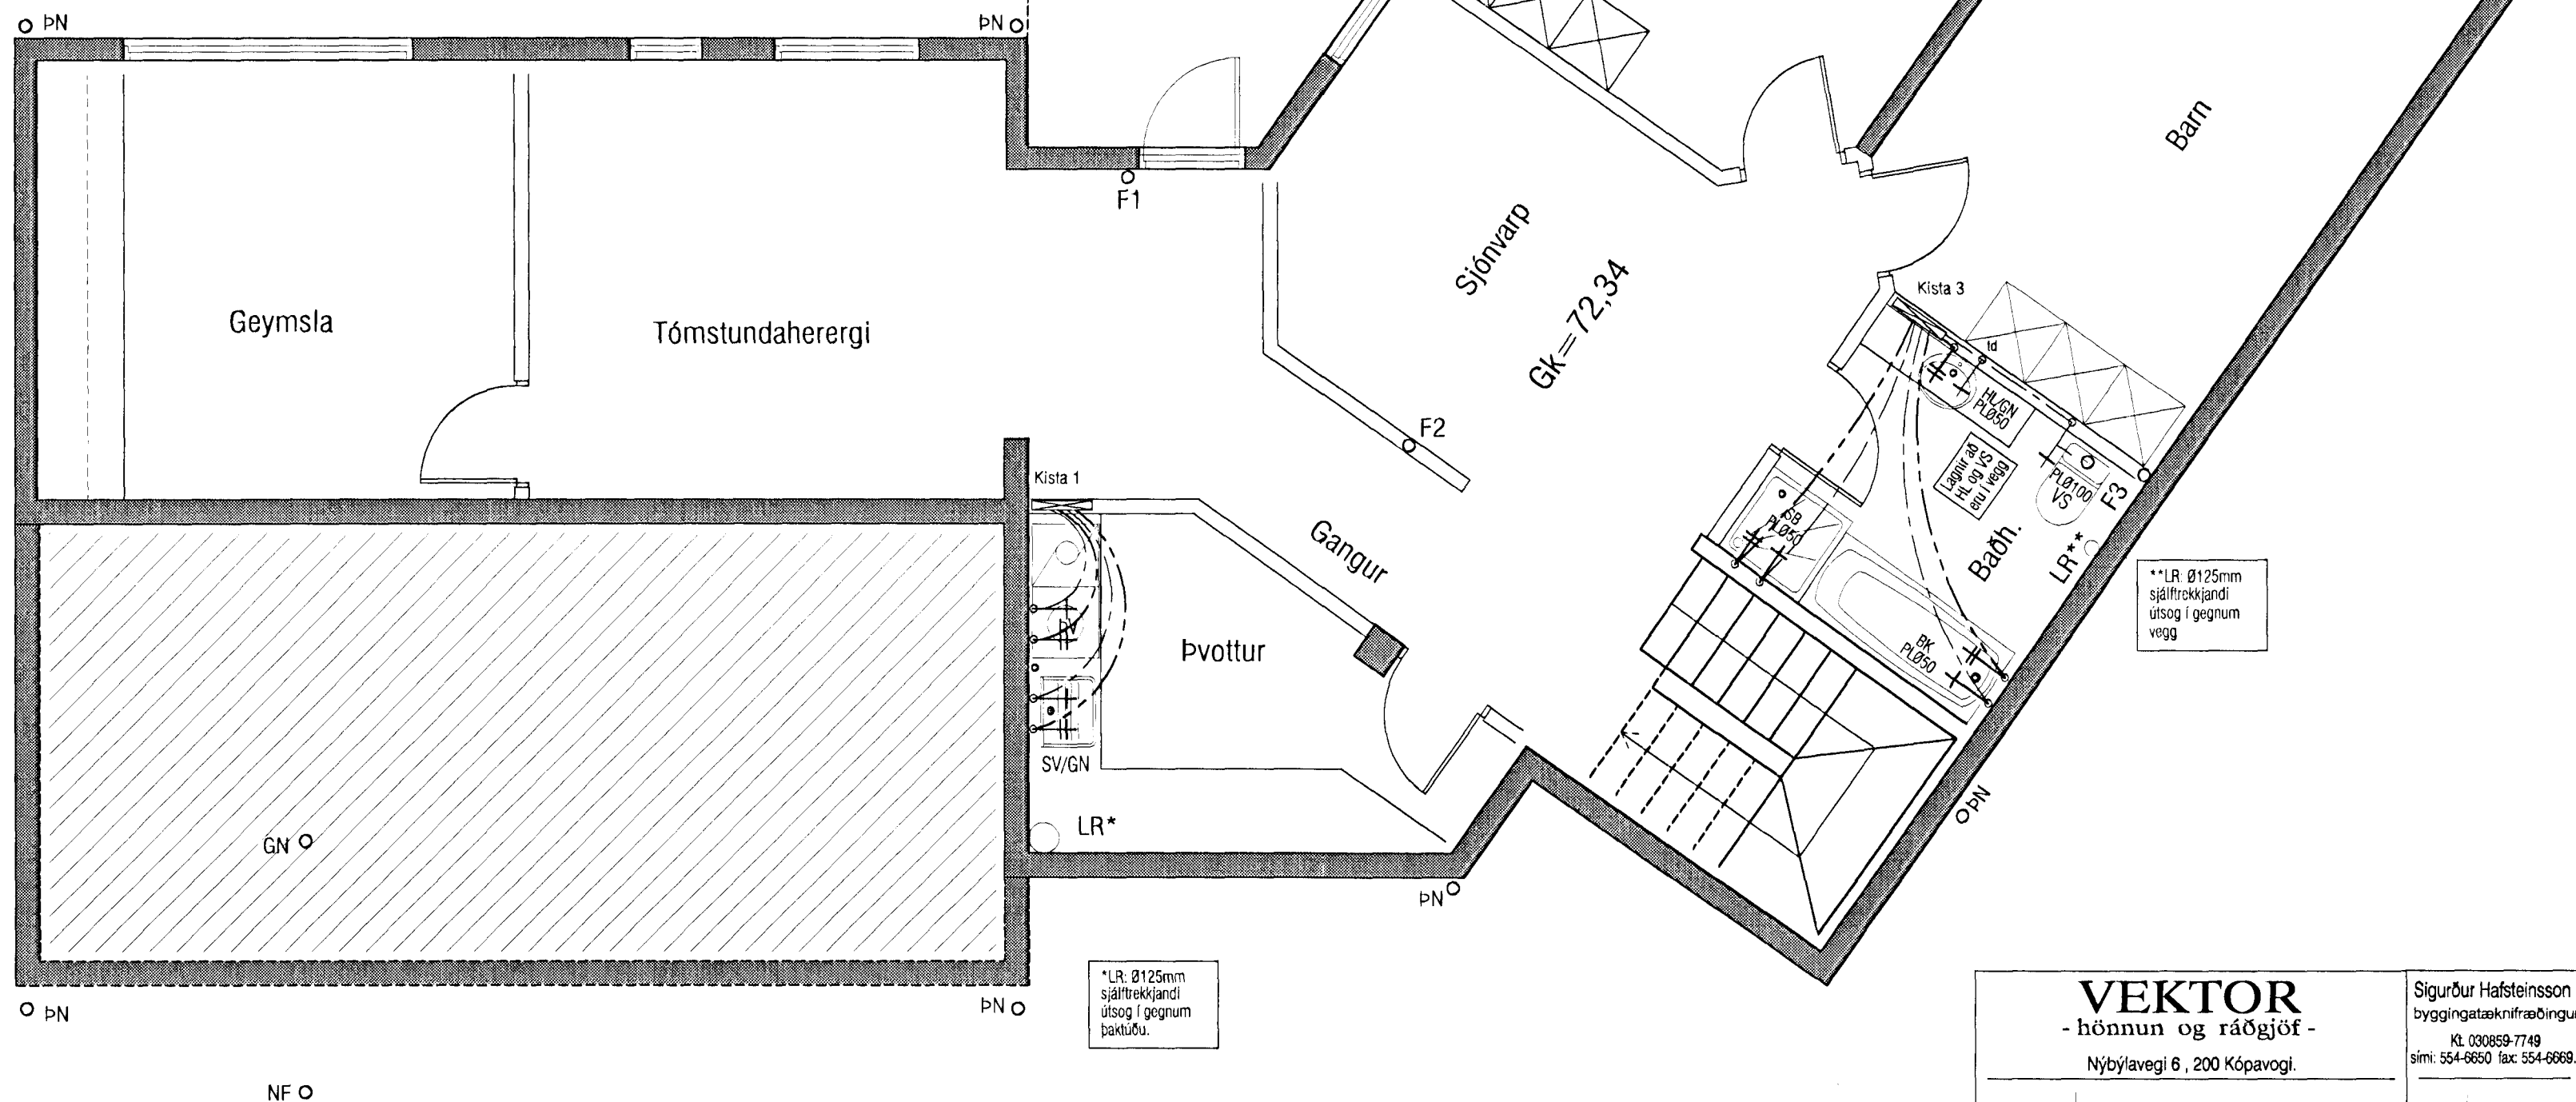 ÞN
ÞN
F1
Barn
Sjónvarp
Gk=72,34
Geymsla
Tómstundaherergi
Kista 3
td
HL/GN
PLØ50
F2
Lagnir að
HL og VS
eru í vegg
PLØ100
VS
F3
Kista 1
SB
PLØ50
Gangur
Baðh.
LR**
**LR: Ø125mm
sjálftrekkjandi
útsog í gegnum
vegg
ÞV
Þvottur
BK
PLØ50
SV/GN
LR*
GN
ÞN
ÞN
*LR: Ø125mm
sjálftrekkjandi
útsog í gegnum
þaktúðu.
ÞN
ÞN
NF
VEKTOR
- hönnun og ráðgjöf -
Nýbýlavegi 6 , 200 Kópavogi.
Sigurður Hafsteinsson
byggingatæknifræðingur
Kt. 030859-7749
sími: 554-6650 fax: 554-6669.